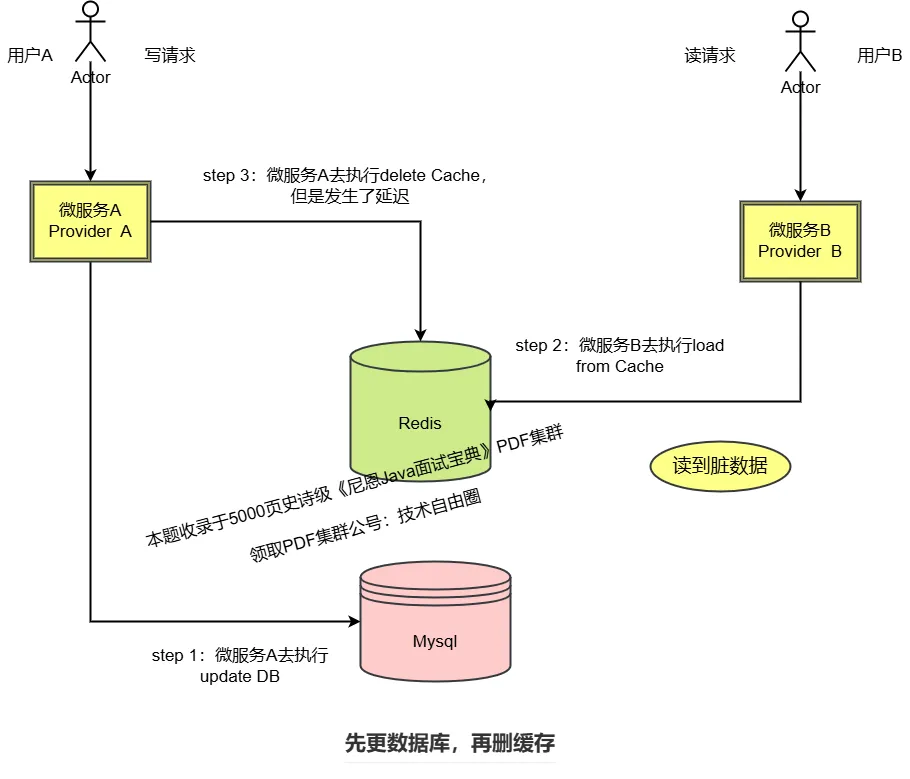 用户A
写请求
Actor
读请求
用户B
Actor
step 3：微服务A去执行delete Cache，
但是发生了延迟
微服务A
Provider A
微服务B
Provider B
step 2：微服务B去执行load
from Cache
Redis
读到脏数据
本题收录于5000页史诗级《尼恩Java面试宝典》PDF集群
领取PDF集群公号：技术自由圈
Mysql
step 1：微服务A去执行
update DB
先更数据库，再删缓存